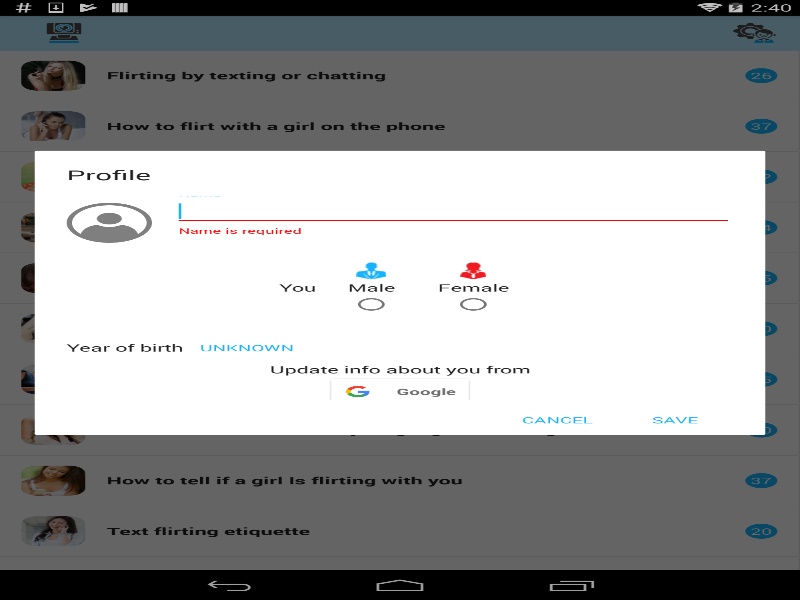 2:40
Flirting by texting or chatting
26
How to flirt with a girl on the phone
37
Profile
Name is required
You Male Female
Year of birth UNKNOWN
Update info about you from
Google
CANCEL SAVE
How to tell if a girl Is flirting with you
37
Text flirting etiquette
20